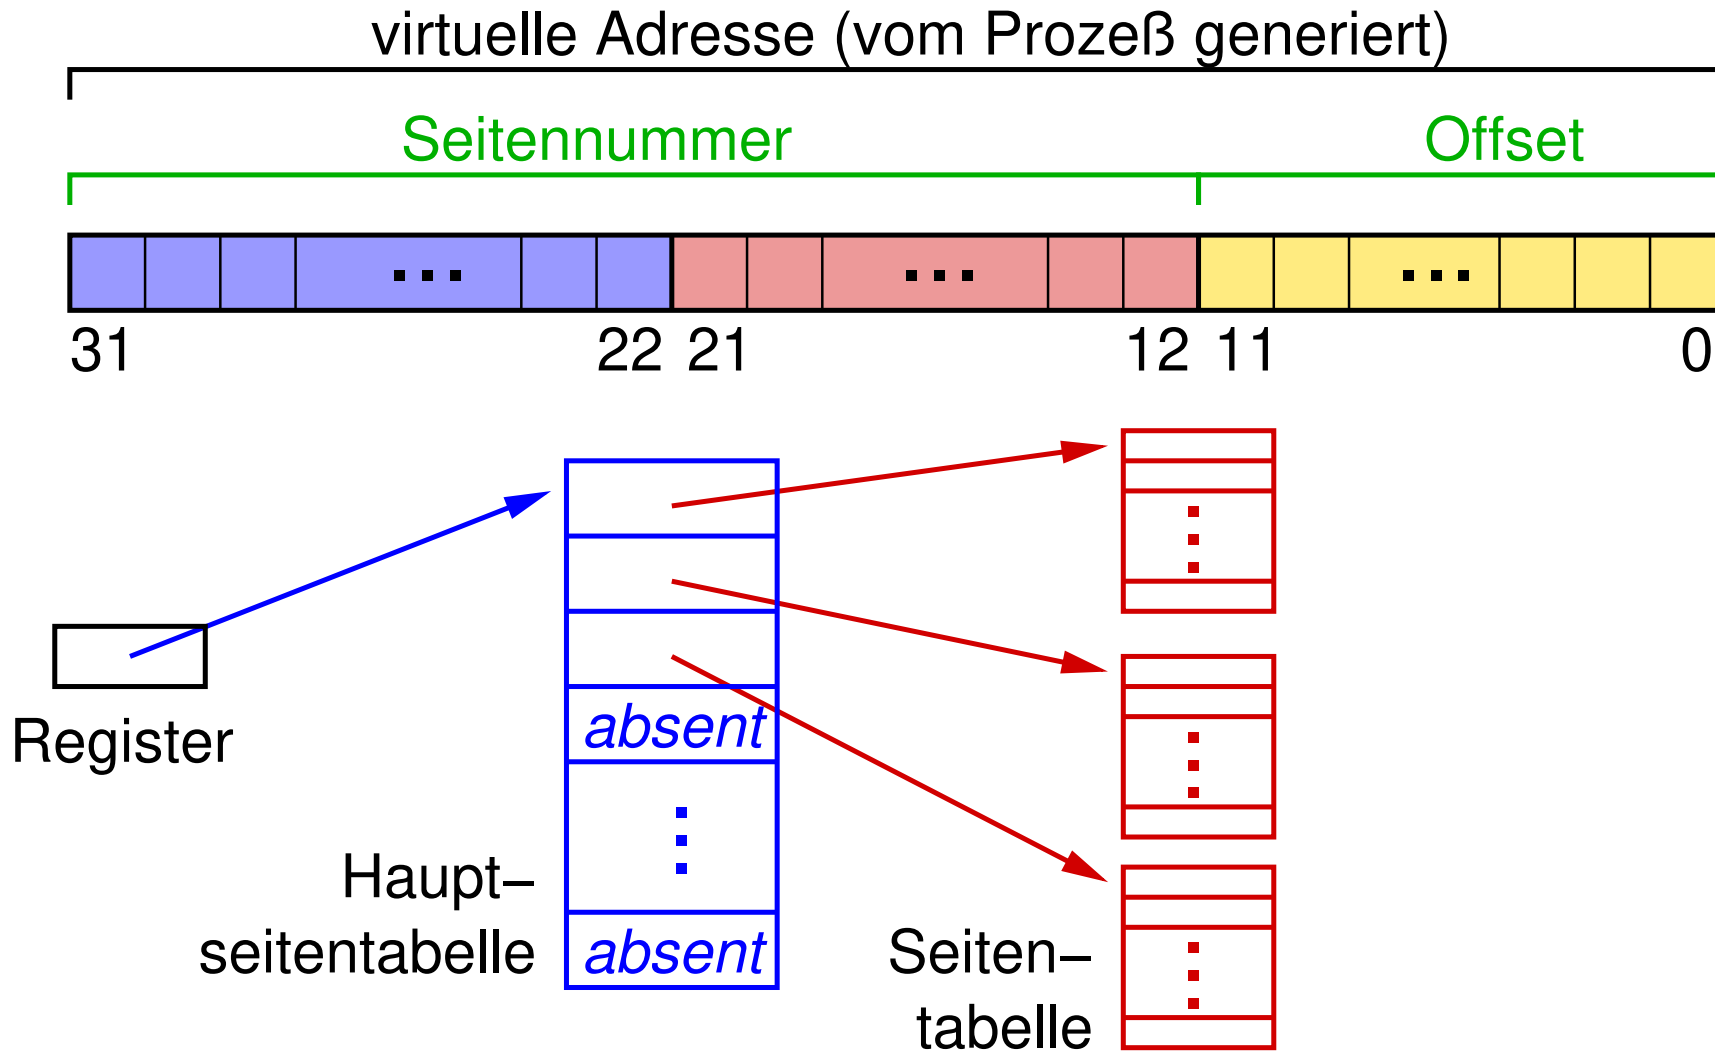 virtuelle Adresse (vom Prozeß generiert)
Seitennummer Offset
31 22 21 12 11 0
absent
Register
Haupt–
seitentabelle
absent
Seiten–
tabelle